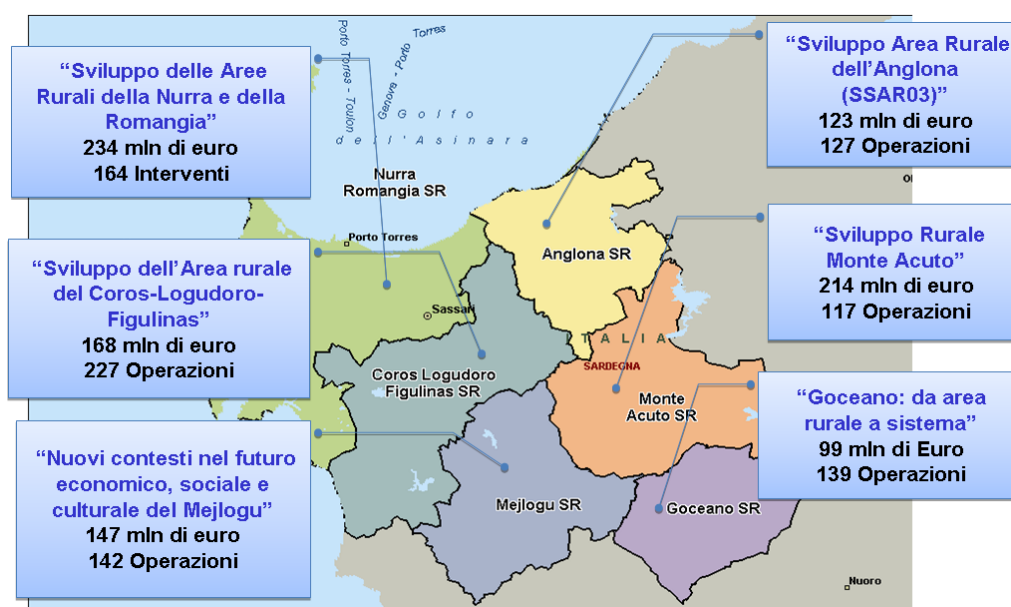 “Sviluppo delle Aree
Rurali della Nurra e della
Romangia”
234 mln di euro
164 Interventi
“Sviluppo dell’Area rurale
del Coros-Logudoro-
Figulinas”
168 mln di euro
227 Operazioni
“Nuovi contesti nel futuro
economico, sociale e
culturale del Mejlogu”
147 mln di euro
142 Operazioni
Porto Torres - Toulon
Genova - Porto Torres
Golfo
dell'Asinara
Nurra
Romangia SR
Porto Torres
Sassari
Anglona SR
ITALIA
SARDEGNA
Coros Logudoro
Figulinas SR
Monte
Acuto SR
Mejlogu SR
Goceano SR
Nuoro
“Sviluppo Area Rurale
dell’Anglona
(SSAR03)”
123 mln di euro
127 Operazioni
“Sviluppo Rurale
Monte Acuto”
214 mln di euro
117 Operazioni
“Goceano: da area
rurale a sistema”
99 mln di Euro
139 Operazioni